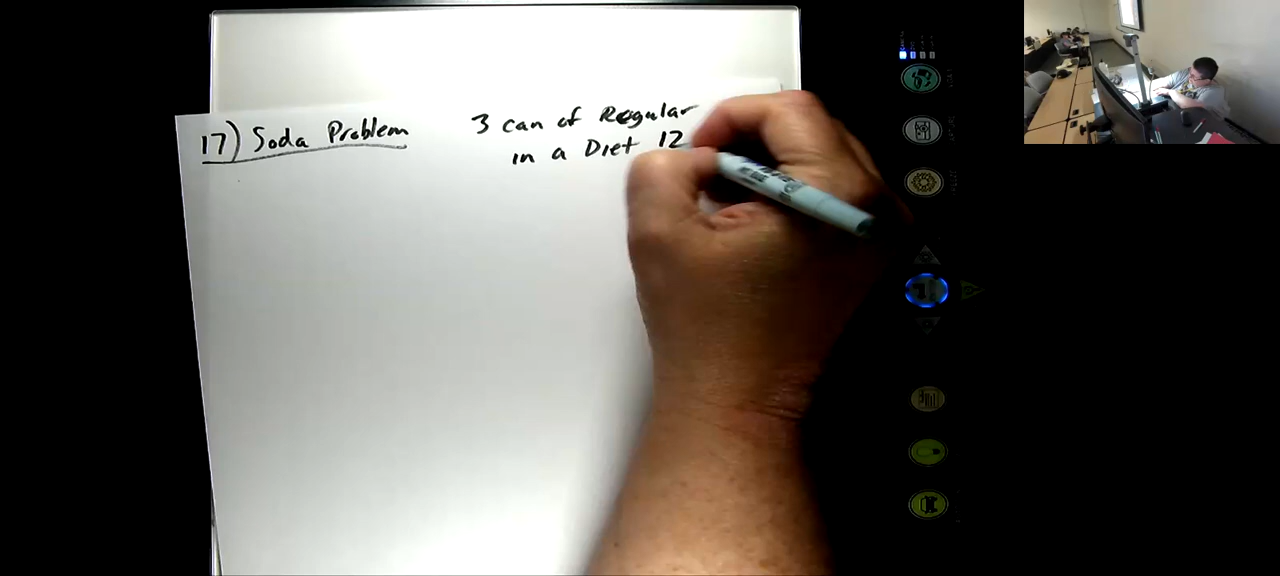 17) Soda Problem
3 can of Regular
in a Diet 12